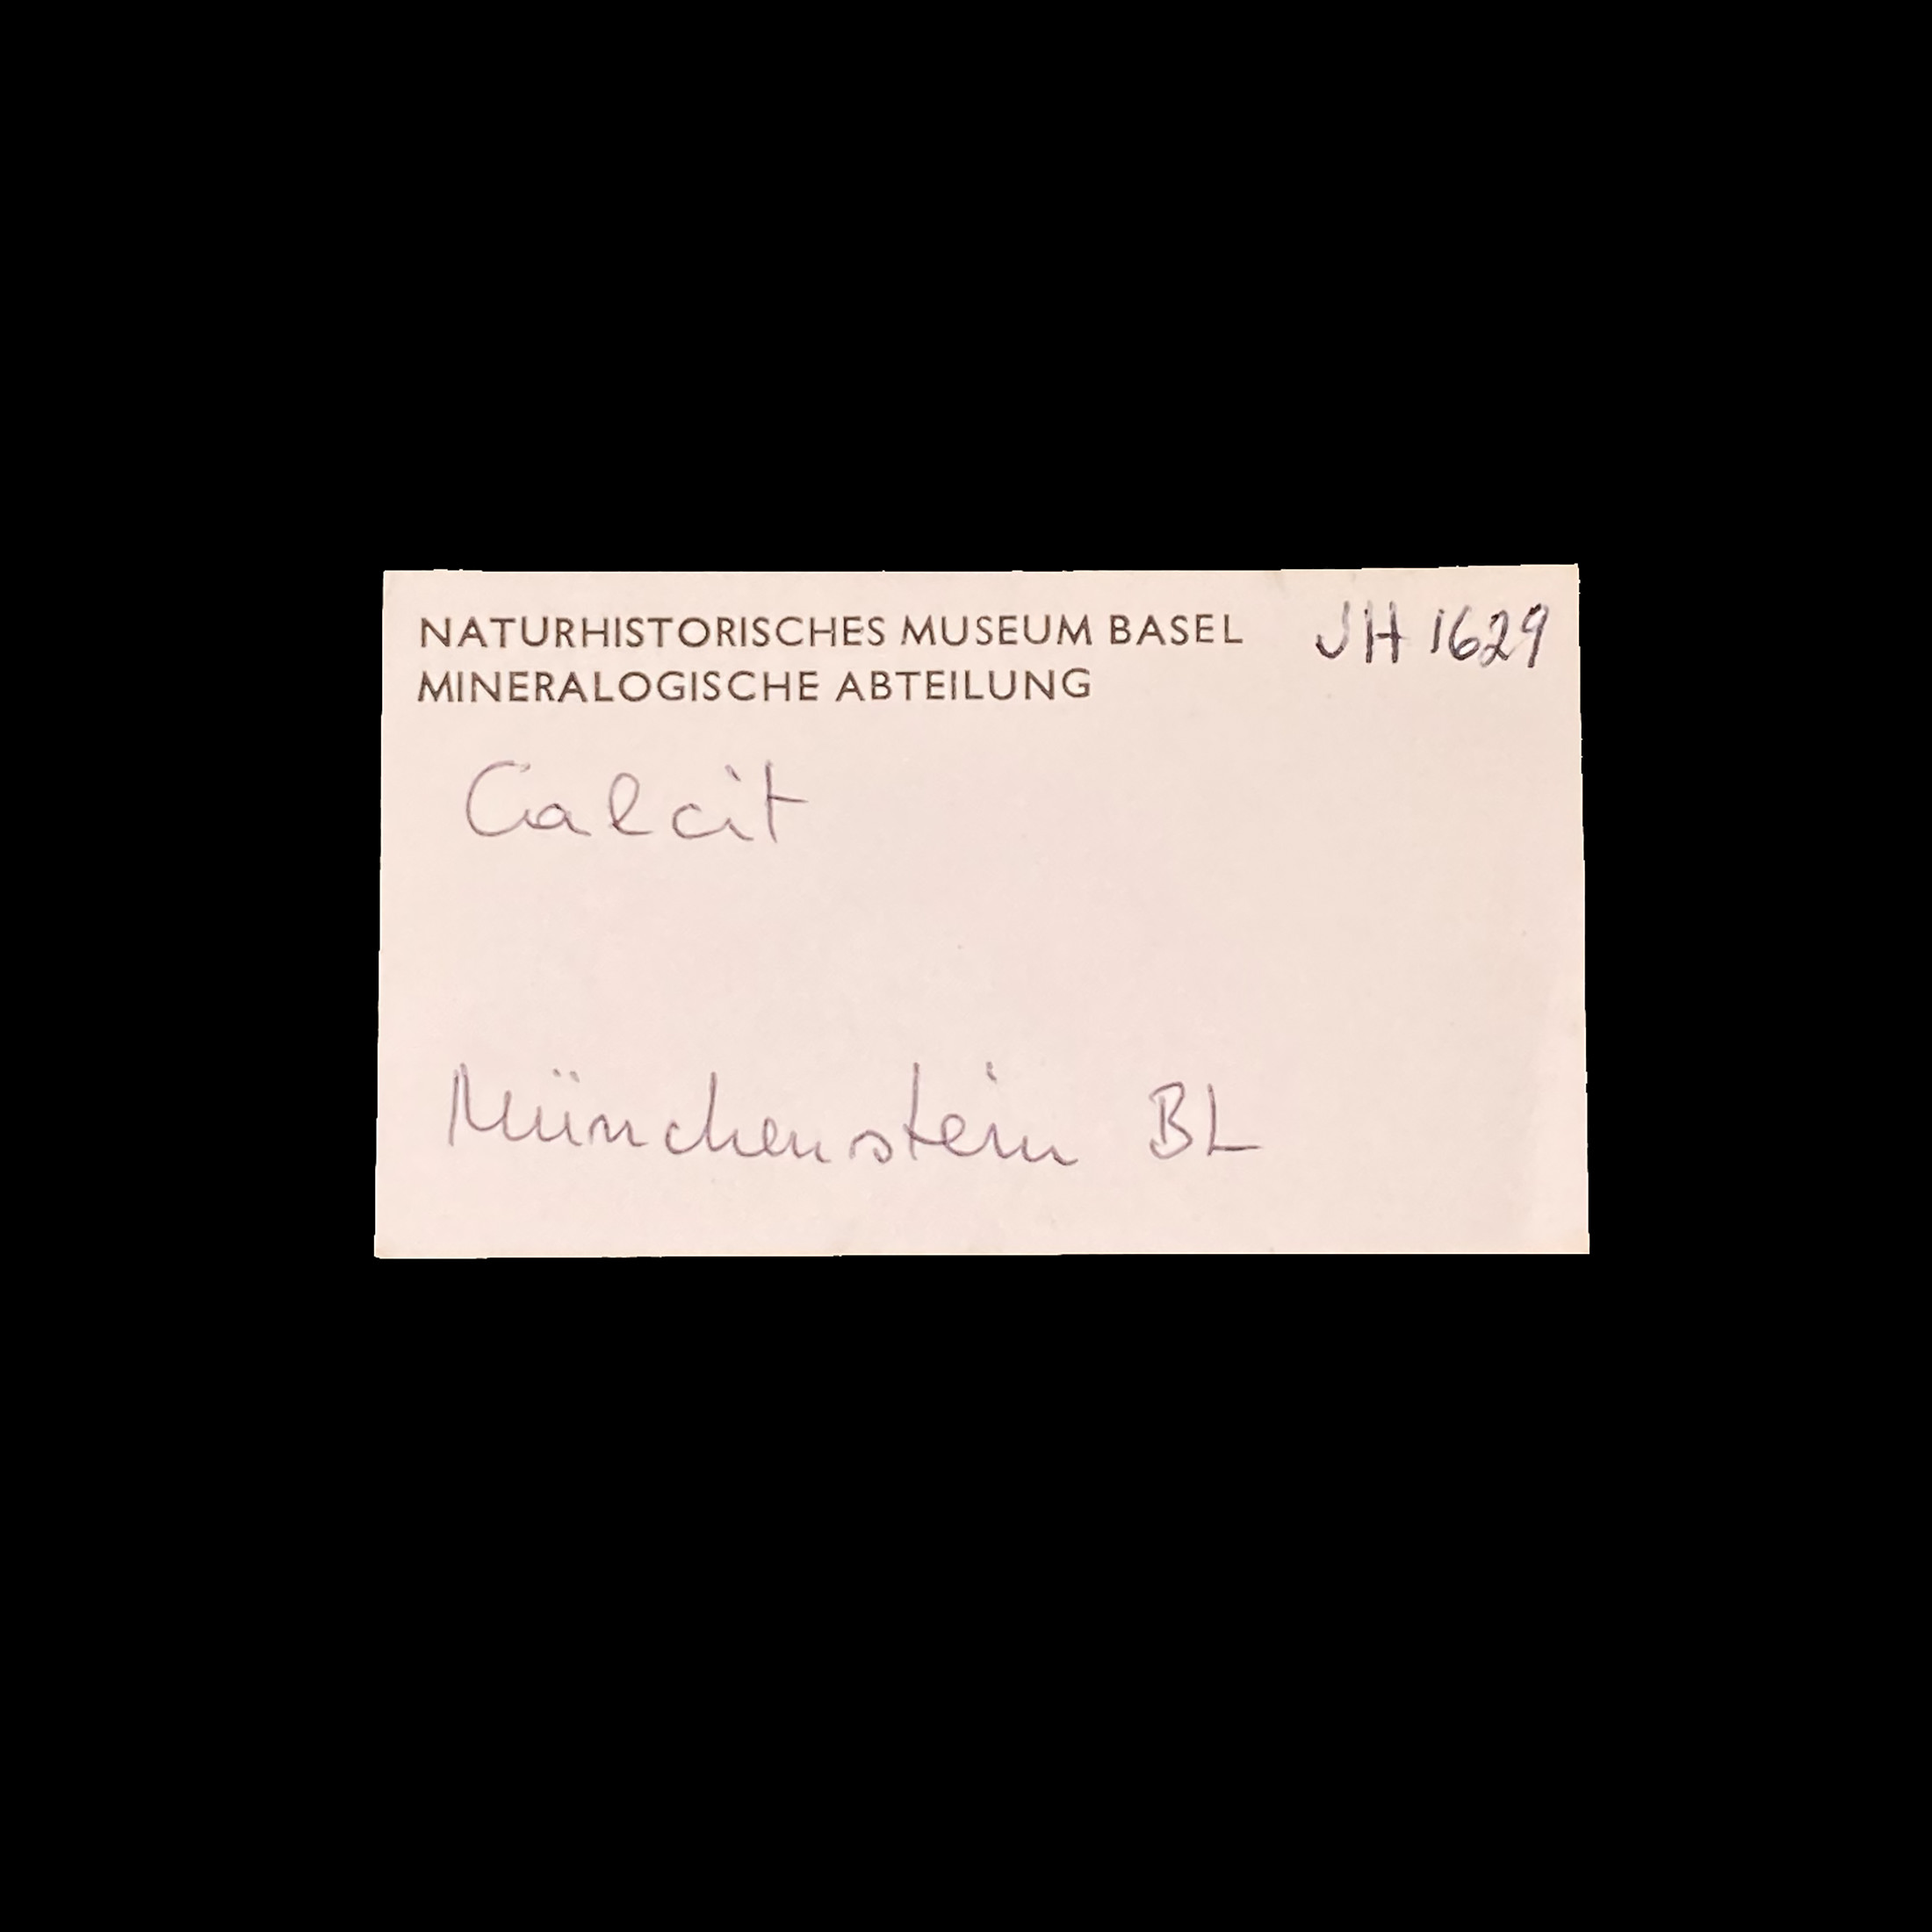 NATURHISTORISCHES MUSEUM BASEL JH 1629
MINERALOGISCHE ABTEILUNG
Calcit
Münchenstein BL